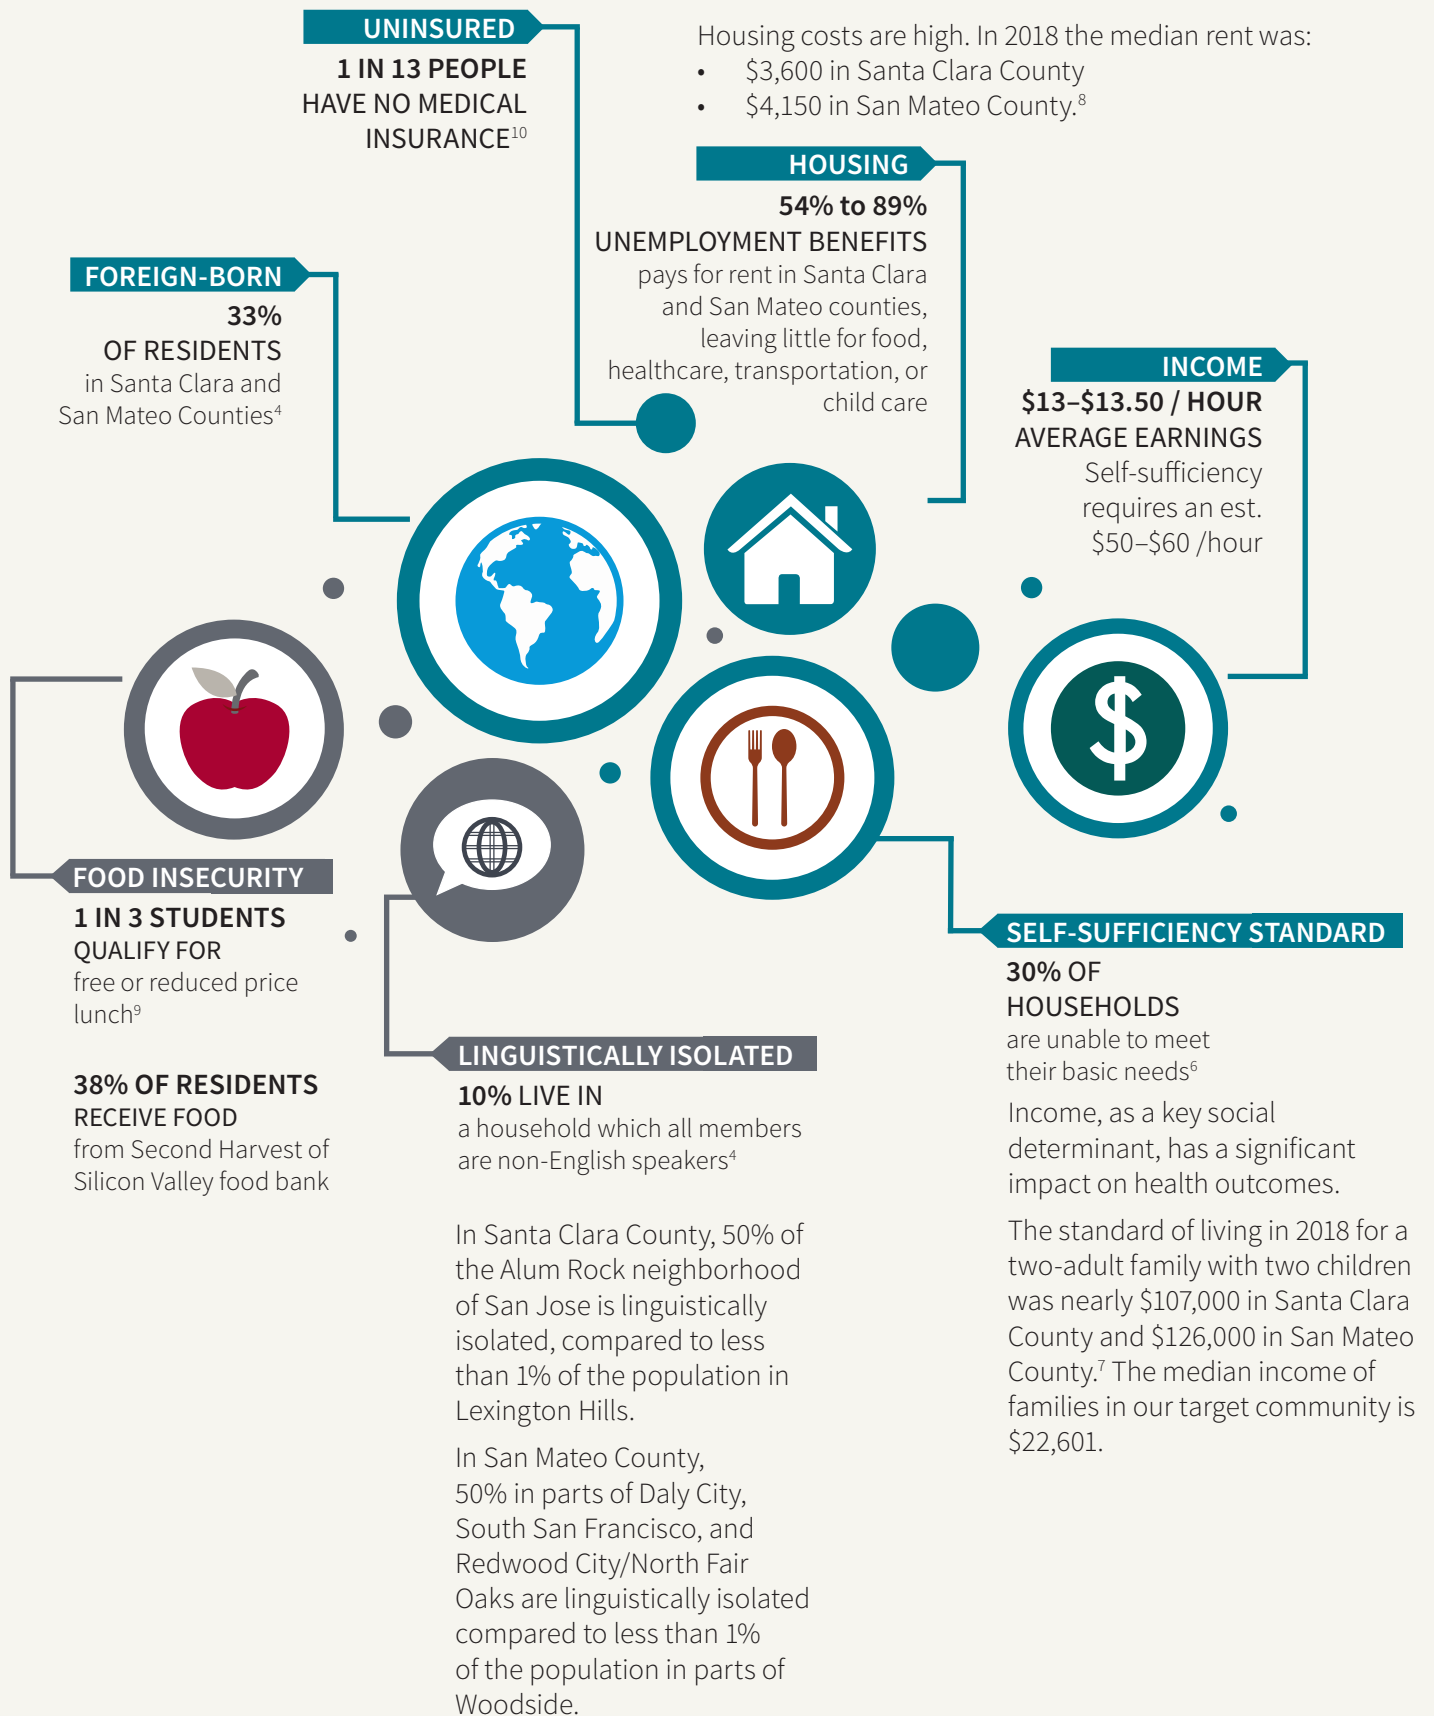 UNINSURED
1 IN 13 PEOPLE
HAVE NO MEDICAL
INSURANCE10
Housing costs are high. In 2018 the median rent was:
• $3,600 in Santa Clara County
• $4,150 in San Mateo County.8
HOUSING
54% to 89%
UNEMPLOYMENT BENEFITS
pays for rent in Santa Clara
and San Mateo counties,
leaving little for food,
healthcare, transportation, or
child care
FOREIGN-BORN
33%
OF RESIDENTS
in Santa Clara and
San Mateo Counties4
INCOME
$13–$13.50 / HOUR
AVERAGE EARNINGS
Self-sufficiency
requires an est.
$50–$60 /hour
$
FOOD INSECURITY
1 IN 3 STUDENTS
QUALIFY FOR
free or reduced price
lunch9
38% OF RESIDENTS
RECEIVE FOOD
from Second Harvest of
Silicon Valley food bank
LINGUISTICALLY ISOLATED
10% LIVE IN
a household which all members
are non-English speakers4
In Santa Clara County, 50% of
the Alum Rock neighborhood
of San Jose is linguistically
isolated, compared to less
than 1% of the population in
Lexington Hills.
In San Mateo County,
50% in parts of Daly City,
South San Francisco, and
Redwood City/North Fair
Oaks are linguistically isolated
compared to less than 1%
of the population in parts of
Woodside.
SELF-SUFFICIENCY STANDARD
30% OF
HOUSEHOLDS
are unable to meet
their basic needs6
Income, as a key social
determinant, has a significant
impact on health outcomes.
The standard of living in 2018 for a
two-adult family with two children
was nearly $107,000 in Santa Clara
County and $126,000 in San Mateo
County.7 The median income of
families in our target community is
$22,601.